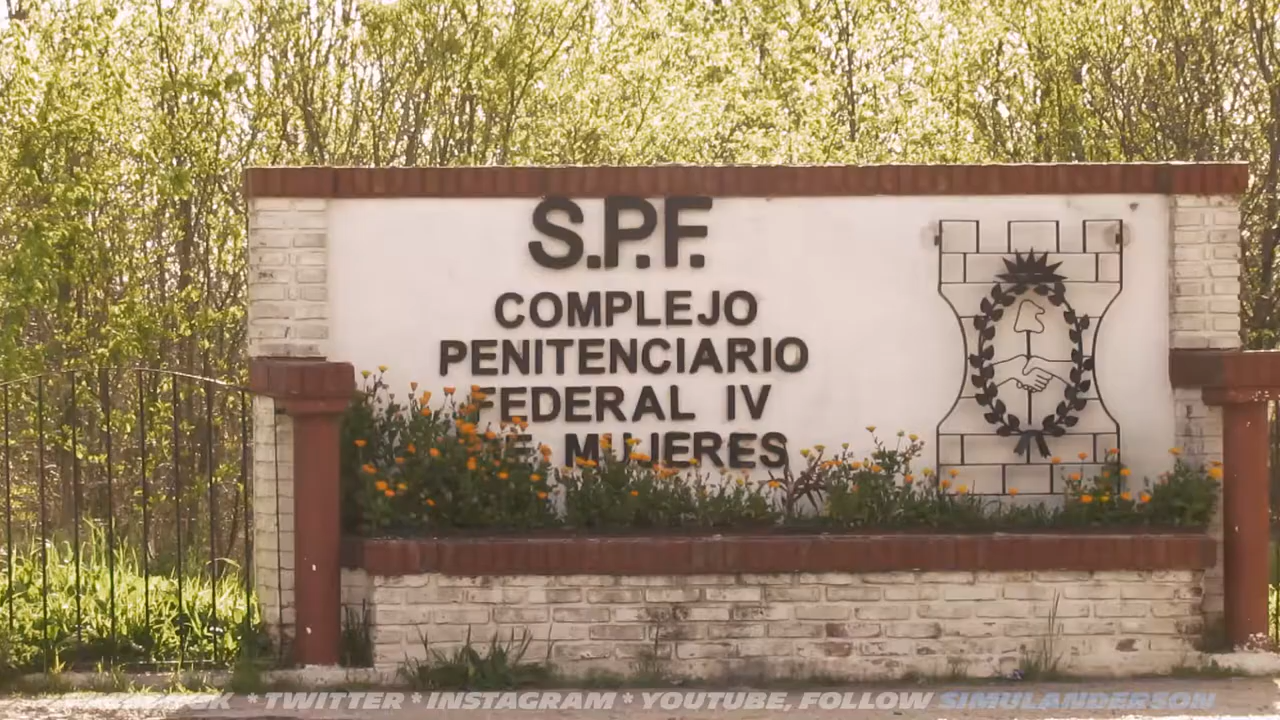 S.P.F.
COMPLEJO
PENITENCIARIO
FEDERAL IV
MUJERES
* TWITTER * INSTAGRAM * YOUTUBE, FOLLOW SIMULANDERSON